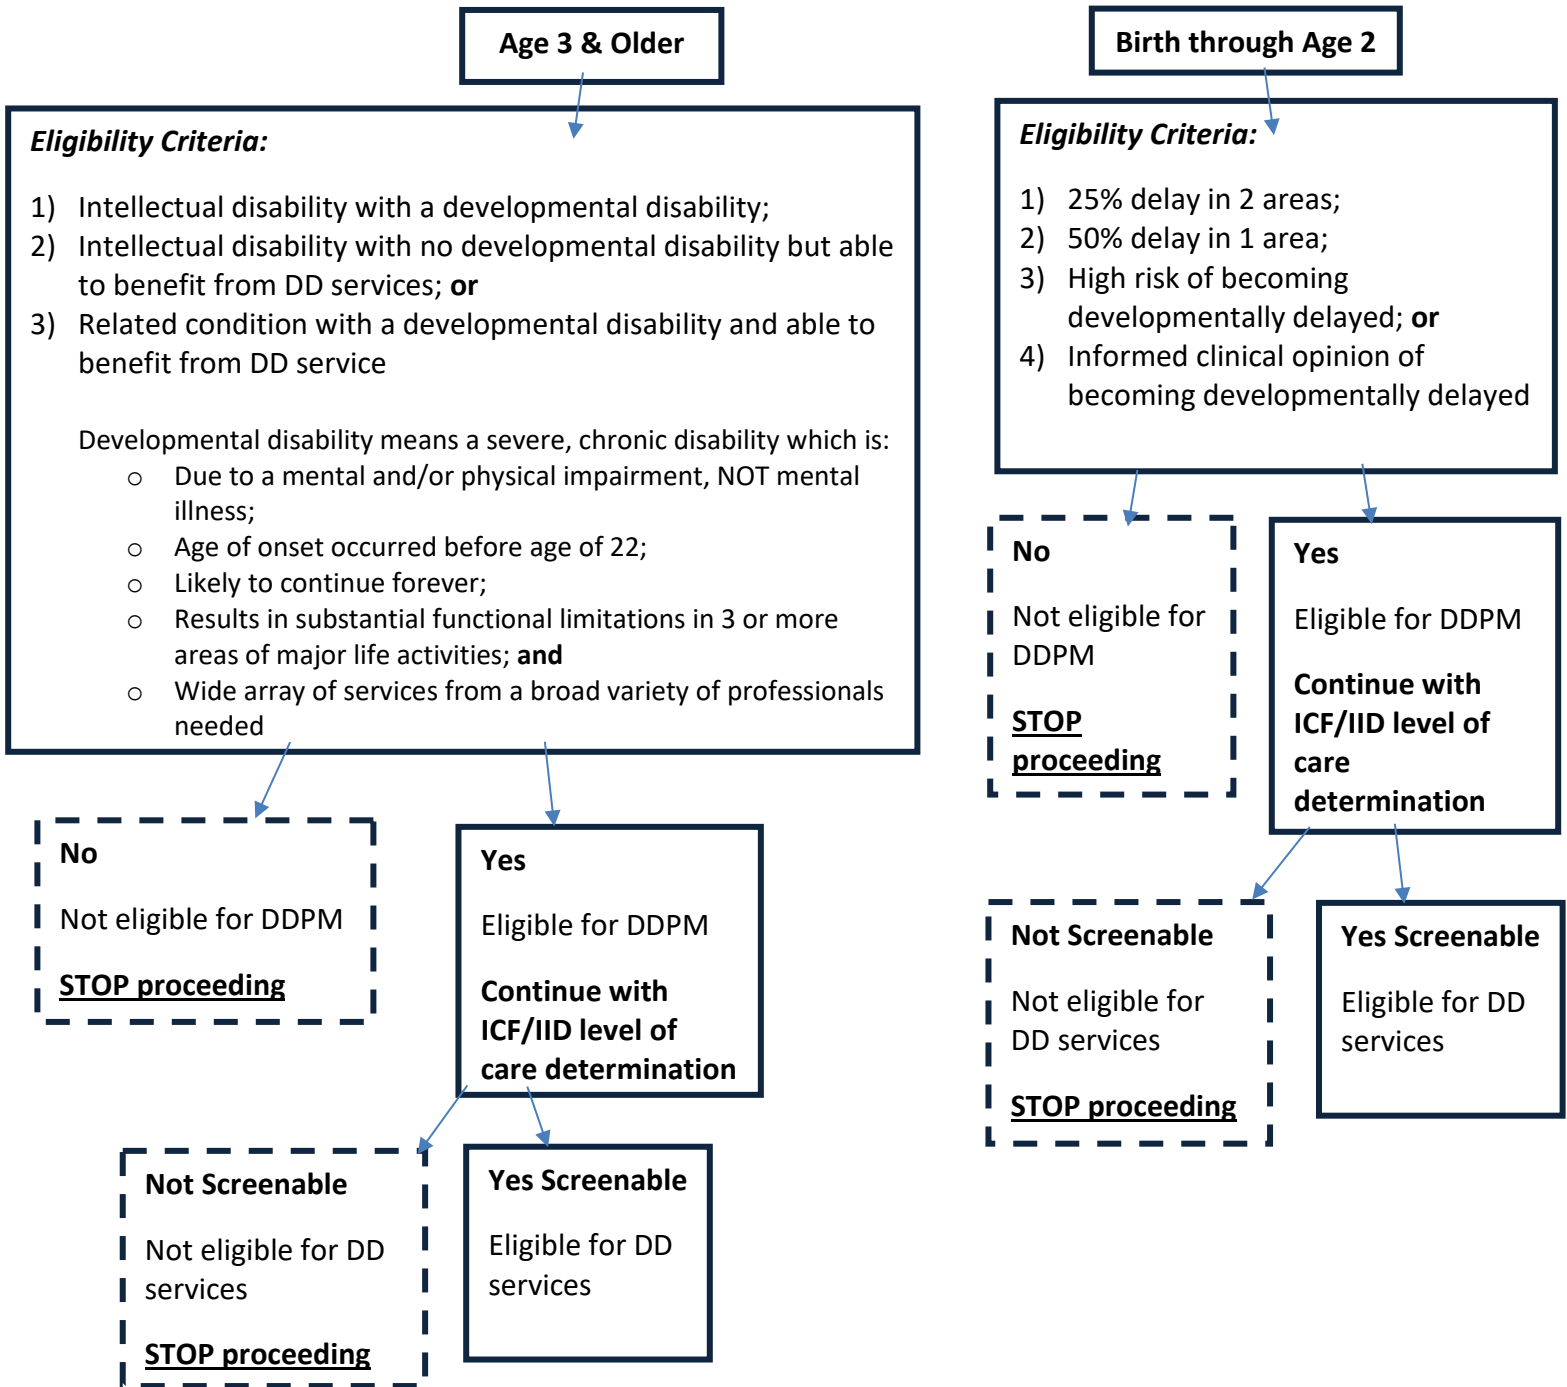 Age 3 & Older
Eligibility Criteria:
1) Intellectual disability with a developmental disability;
2) Intellectual disability with no developmental disability but able
to benefit from DD services; or
3) Related condition with a developmental disability and able to
benefit from DD service
Developmental disability means a severe, chronic disability which is:
o Due to a mental and/or physical impairment, NOT mental
illness;
o Age of onset occurred before age of 22;
o Likely to continue forever;
o Results in substantial functional limitations in 3 or more
areas of major life activities; and
o Wide array of services from a broad variety of professionals
needed
No
Not eligible for DDPM
STOP proceeding
Yes
Eligible for DDPM
Continue with
ICF/IID level of
care determination
Not Screenable
Not eligible for DD
services
STOP proceeding
Yes Screenable
Eligible for DD
services
Birth through Age 2
Eligibility Criteria:
1) 25% delay in 2 areas;
2) 50% delay in 1 area;
3) High risk of becoming
developmentally delayed; or
4) Informed clinical opinion of
becoming developmentally delayed
No
Not eligible for
DDPM
STOP
proceeding
Yes
Eligible for DDPM
Continue with
ICF/IID level of
care
determination
Not Screenable
Not eligible for
DD services
STOP proceeding
Yes Screenable
Eligible for DD
services